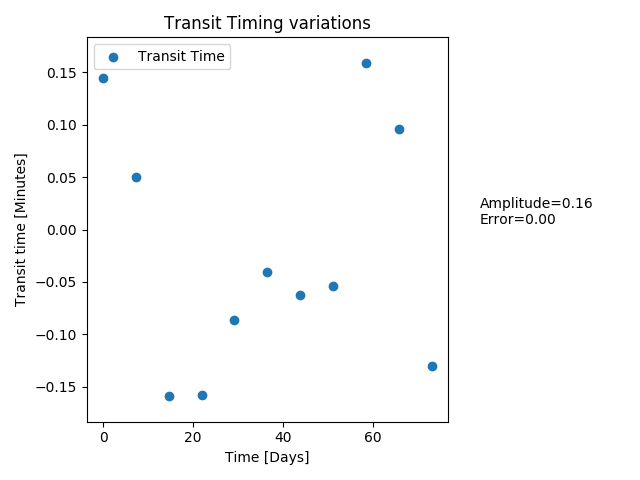 Transit Timing variations
Transit Time
0.15
0.10
0.05
0.00
−0.05
−0.10
−0.15
Transit time [Minutes]
0
20
40
60
Time [Days]
Amplitude=0.16
Error=0.00